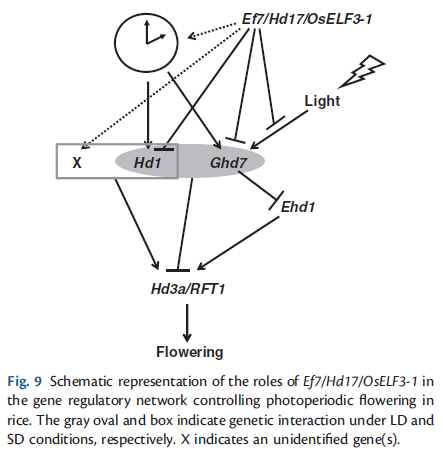 Ef7/Hd17/OsELF3-1
Light
X
Hd1
Ghd7
Ehd1
Hd3a/RFT1
Flowering
Fig. 9 Schematic representation of the roles of Ef7/Hd17/OsELF3-1 in
the gene regulatory network controlling photoperiodic flowering in
rice. The gray oval and box indicate genetic interaction under LD and
SD conditions, respectively. X indicates an unidentified gene(s).